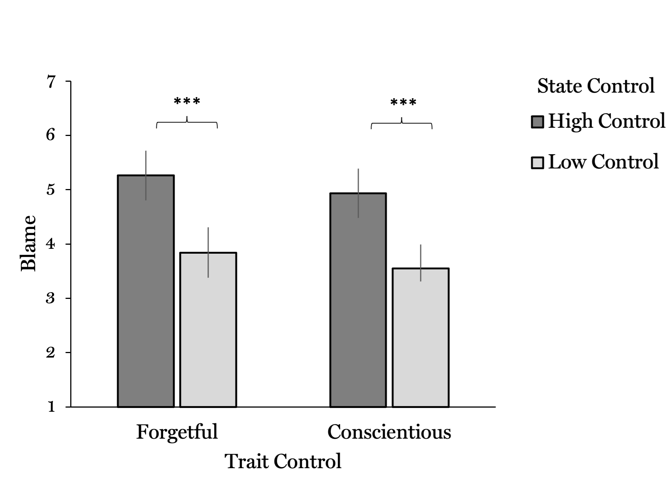 7
6
5
4
3
2
1
Blame
***
***
Forgetful
Conscientious
Trait Control
State Control
High Control
Low Control